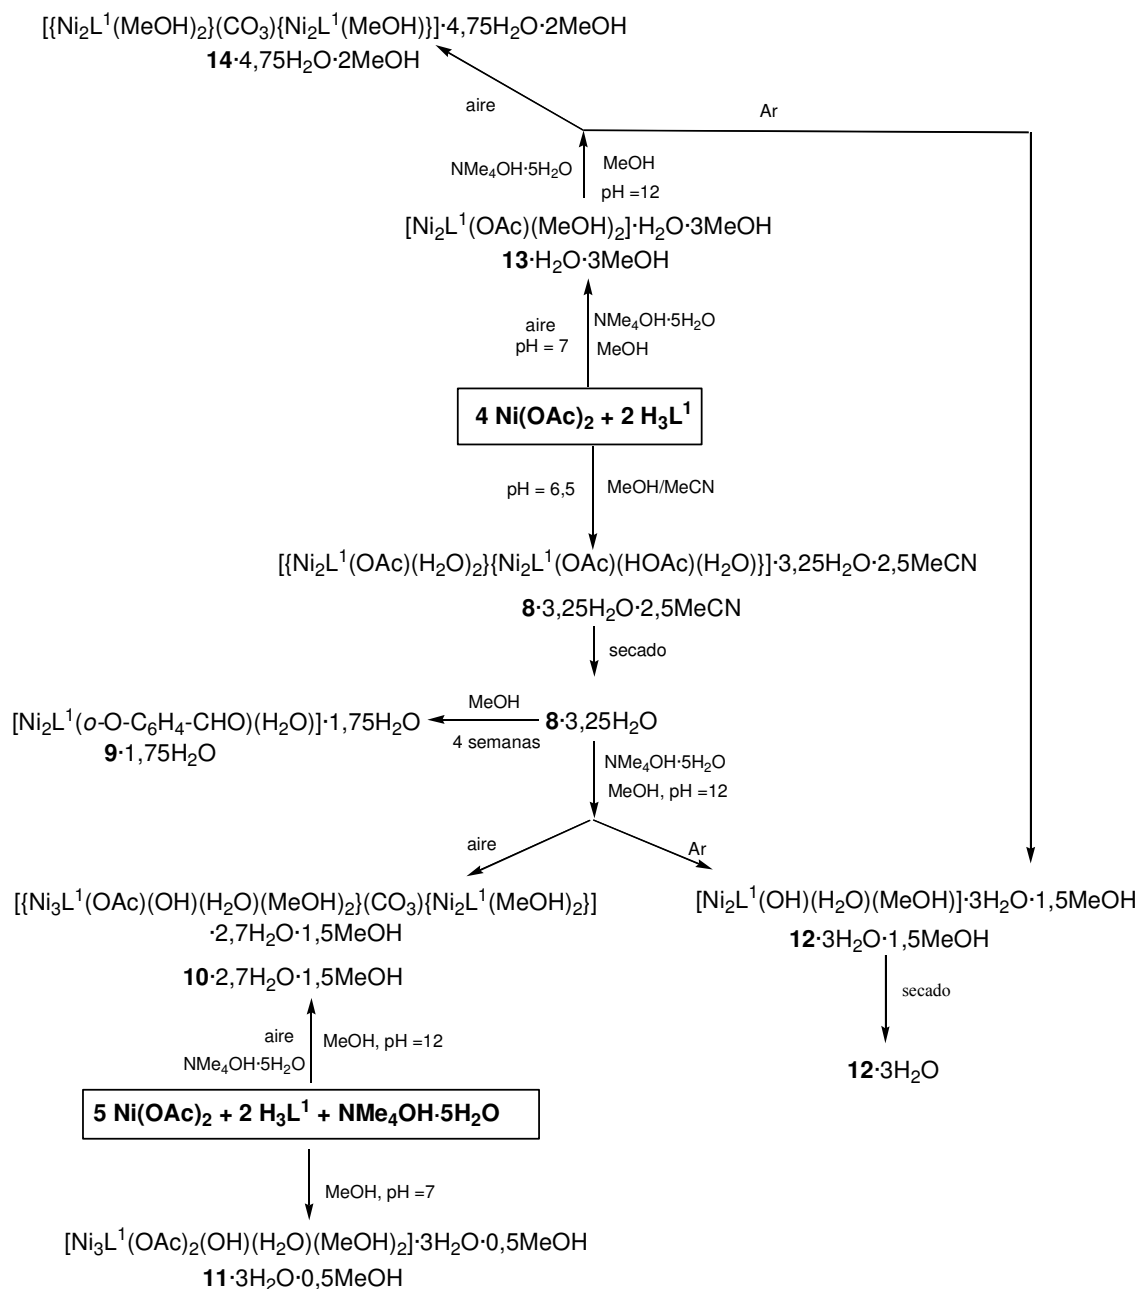 [{Ni₂L¹(MeOH)₂}(CO₃){Ni₂L¹(MeOH)}]·4,75H₂O·2MeOH
14·4,75H₂O·2MeOH
aire
Ar
NMe₄OH·5H₂O
MeOH
pH =12
[Ni₂L¹(OAc)(MeOH)₂]·H₂O·3MeOH
13·H₂O·3MeOH
aire
pH = 7
NMe₄OH·5H₂O
MeOH
4 Ni(OAc)₂ + 2 H₃L¹
pH = 6,5
MeOH/MeCN
[{Ni₂L¹(OAc)(H₂O)₂}{Ni₂L¹(OAc)(HOAc)(H₂O)}]·3,25H₂O·2,5MeCN
8·3,25H₂O·2,5MeCN
secado
[Ni₂L¹(o-O-C₆H₄-CHO)(H₂O)]·1,75H₂O
9·1,75H₂O
MeOH
4 semanas
8·3,25H₂O
NMe₄OH·5H₂O
MeOH, pH =12
aire
Ar
[{Ni₃L¹(OAc)(OH)(H₂O)(MeOH)₂}(CO₃){Ni₂L¹(MeOH)₂}]
·2,7H₂O·1,5MeOH
10·2,7H₂O·1,5MeOH
[Ni₂L¹(OH)(H₂O)(MeOH)]·3H₂O·1,5MeOH
12·3H₂O·1,5MeOH
secado
12·3H₂O
aire
NMe₄OH·5H₂O
MeOH, pH =12
5 Ni(OAc)₂ + 2 H₃L¹ + NMe₄OH·5H₂O
MeOH, pH =7
[Ni₃L¹(OAc)₂(OH)(H₂O)(MeOH)₂]·3H₂O·0,5MeOH
11·3H₂O·0,5MeOH